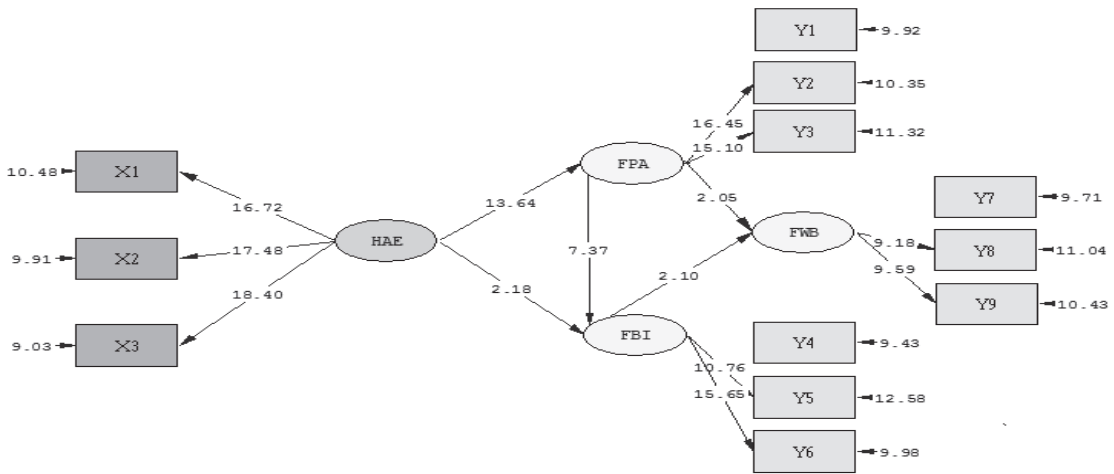 Y1
9.92
Y2
10.35
16.45
Y3
11.32
15.10
10.48
X1
FPA
16.72
13.64
2.05
Y7
9.71
9.91
X2
17.48
HAE
7.37
FWB
9.18
Y8
11.04
9.59
18.40
2.18
2.10
Y9
10.43
9.03
X3
FBI
Y4
9.43
10.76
15.65
Y5
12.58
Y6
9.98